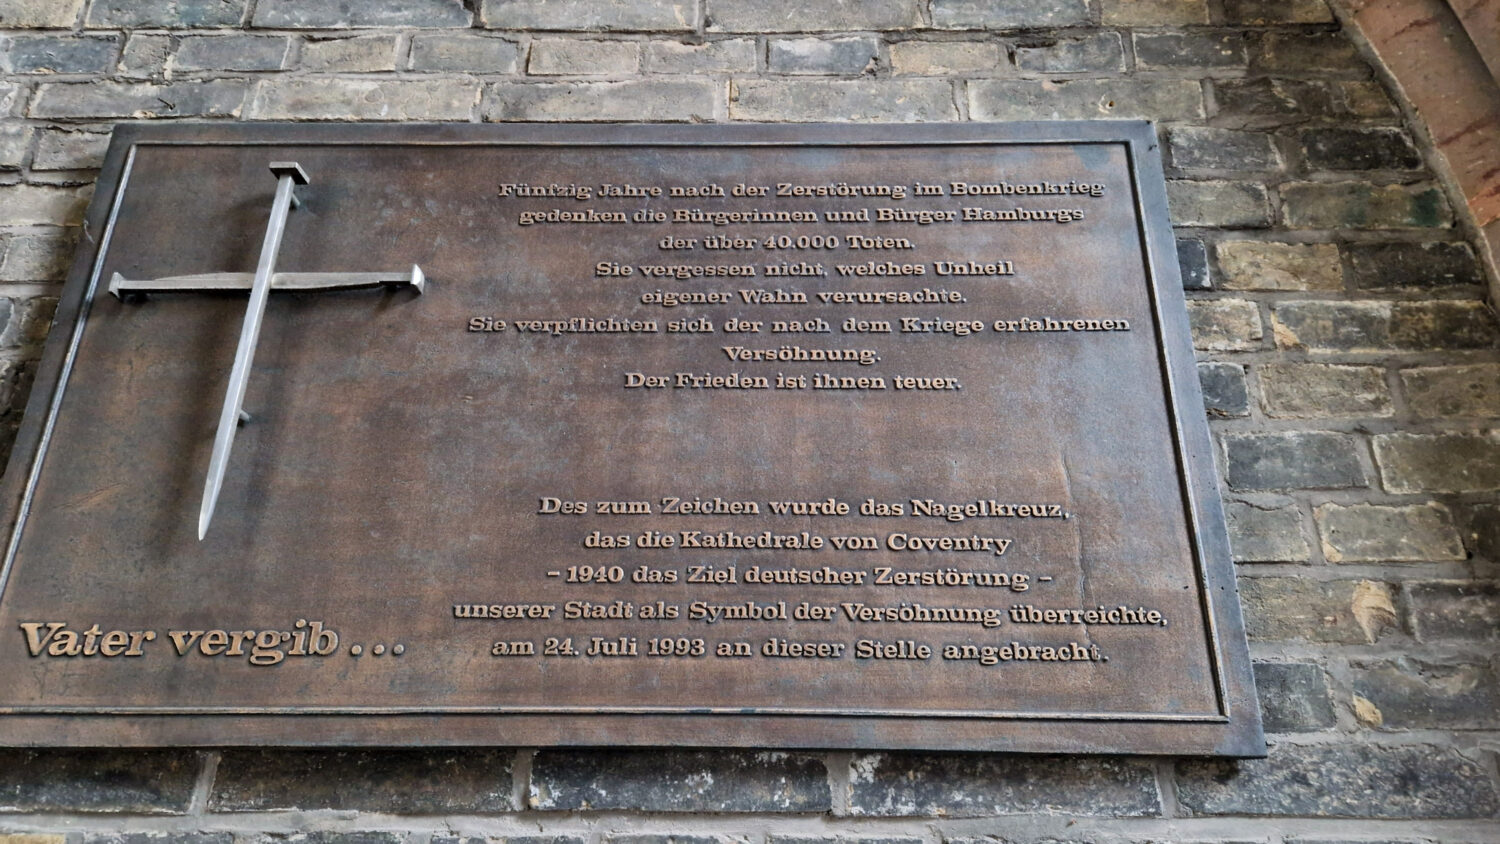 Fünfzig Jahre nach der Zerstörung im Bombenkrieg
gedenken die Bürgerinnen und Bürger Hamburgs
der über 40.000 Toten.
Sie vergessen nicht, welches Unheil
eigener Wahn verursachte.
Sie verpflichten sich der nach dem Kriege erfahrenen
Versöhnung.
Der Frieden ist ihnen teuer.
Des zum Zeichen wurde das Nagelkreuz,
das die Kathedrale von Coventry
– 1940 das Ziel deutscher Zerstörung –
unserer Stadt als Symbol der Versöhnung überreichte,
am 24. Juli 1993 an dieser Stelle angebracht.
Vater vergib ...